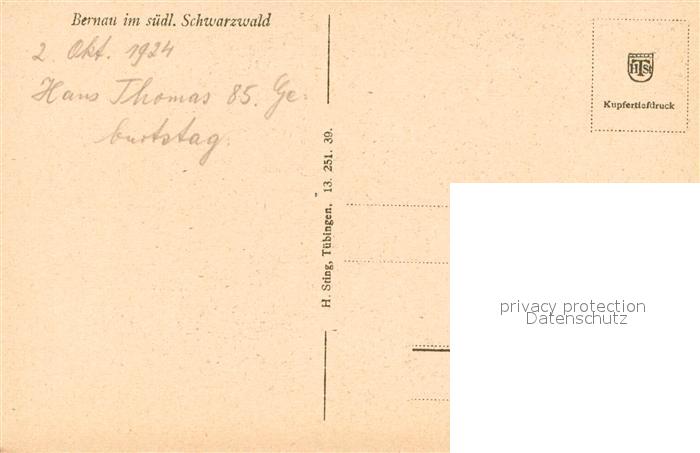 Bernau im südl. Schwarzwald
2 Okt. 1924
Hans Thomas 85. Ge-
burtstag.
H. Sting, Tübingen, 13. 251. 39.
HTSt
Kupfertiefdruck
privacy protection
Datenschutz